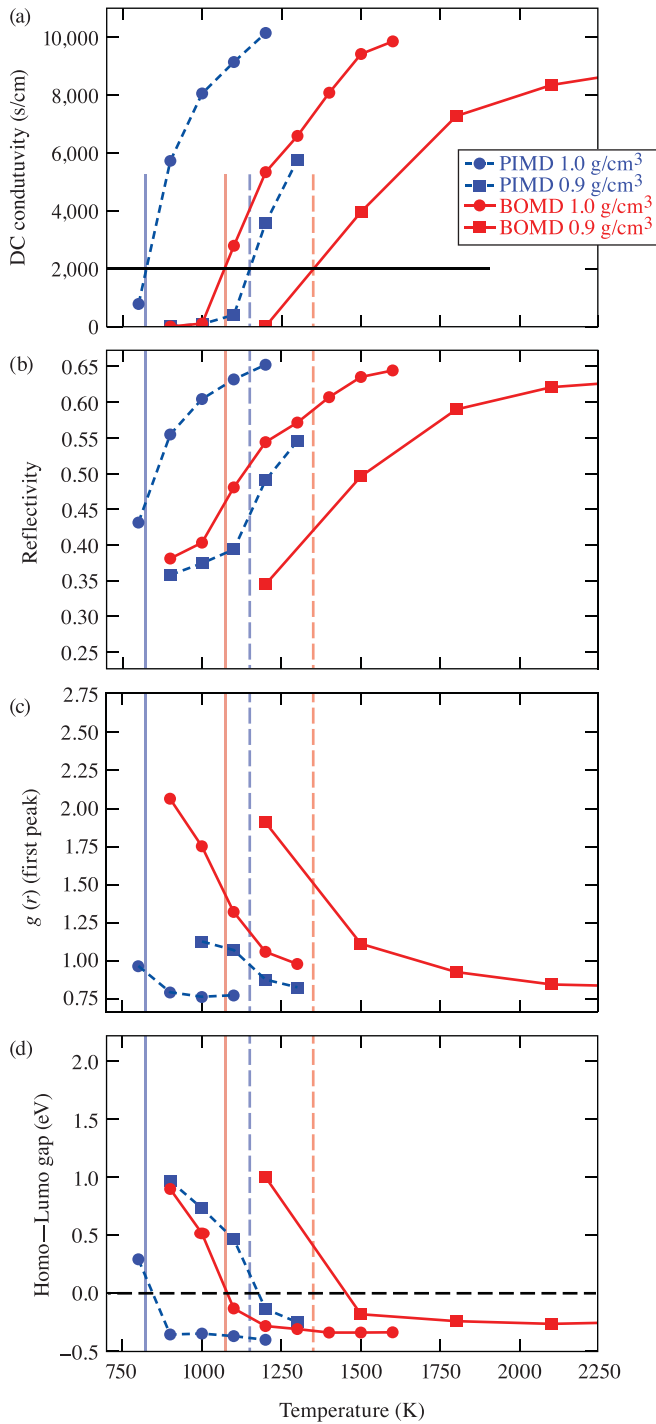 (a)
10,000
8,000
6,000
4,000
2,000
0
DC condutuvity (s/cm)
PIMD 1.0 g/cm³
PIMD 0.9 g/cm³
BOMD 1.0 g/cm³
BOMD 0.9 g/cm³
(b)
0.65
0.60
0.55
0.50
0.45
0.40
0.35
0.30
0.25
Reflectivity
(c)
2.75
2.50
2.25
2.00
1.75
1.50
1.25
1.00
0.75
g (r) (first peak)
(d)
2.0
1.5
1.0
0.5
0.0
−0.5
Homo−Lumo gap (eV)
750 1000 1250 1500 1750 2000 2250
Temperature (K)